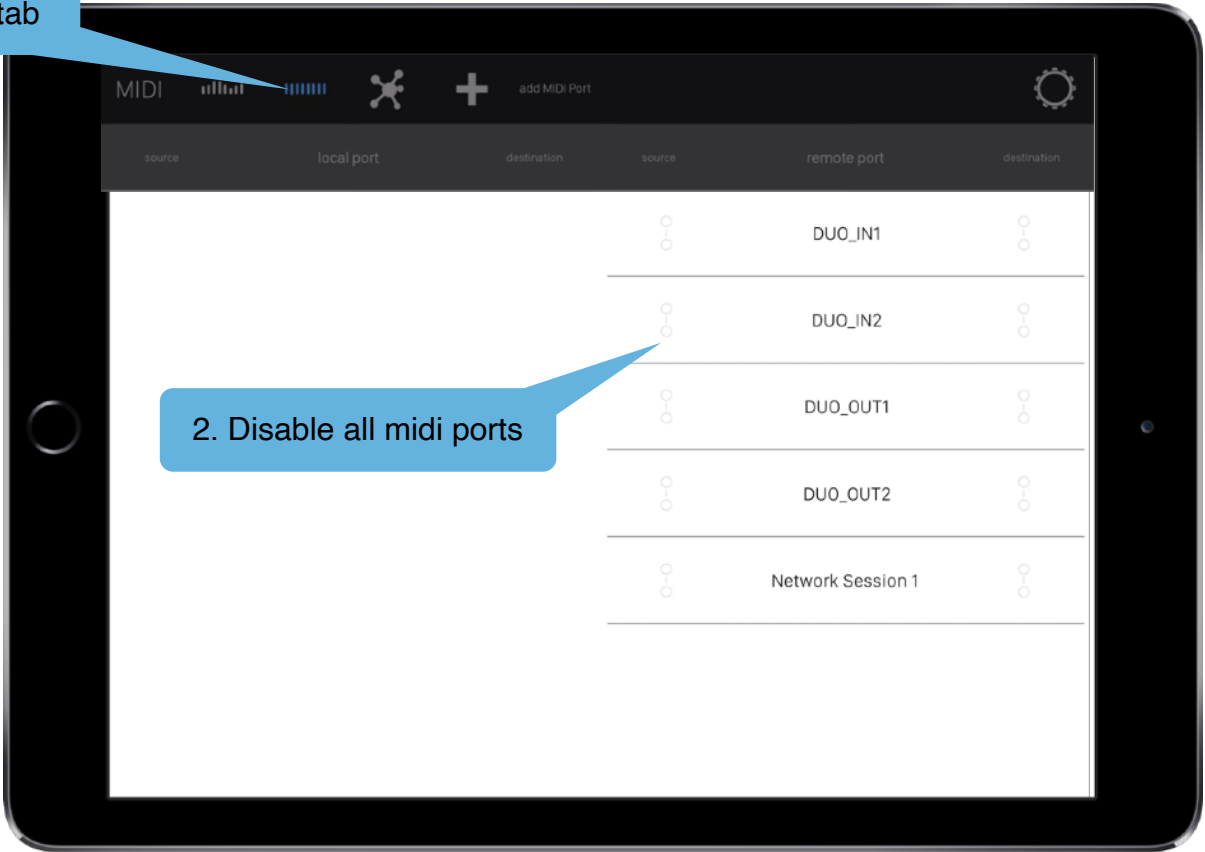 tab
MIDI add MIDI Port
source local port destination source remote port destination
DUO_IN1
DUO_IN2
2. Disable all midi ports
DUO_OUT1
DUO_OUT2
Network Session 1